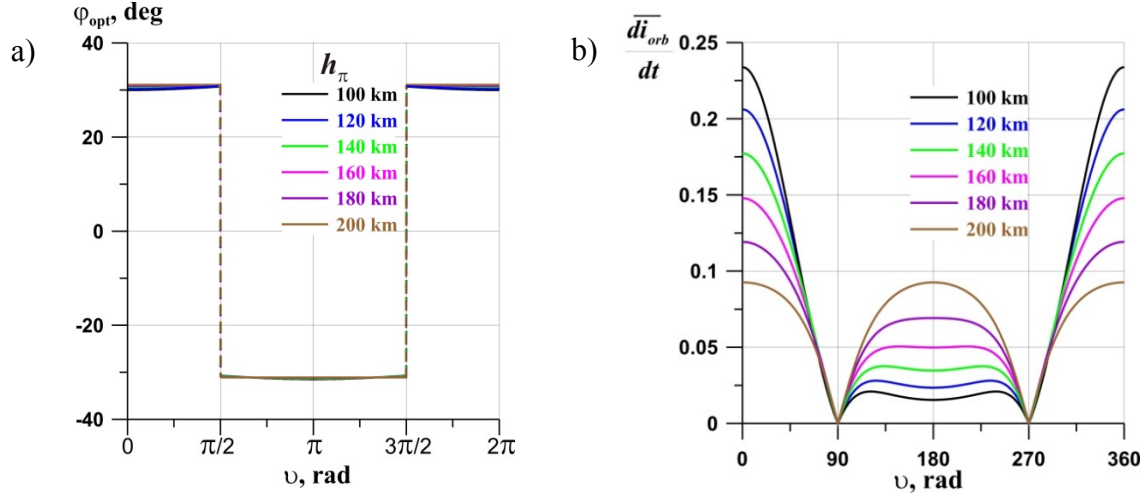 a)
φopt, deg
40
20
0
-20
-40
hπ
100 km
120 km
140 km
160 km
180 km
200 km
0
π/2
π
3π/2
2π
υ, rad
b)
diorb
dt
0.25
0.2
0.15
0.1
0.05
0
100 km
120 km
140 km
160 km
180 km
200 km
0
90
180
270
360
υ, rad